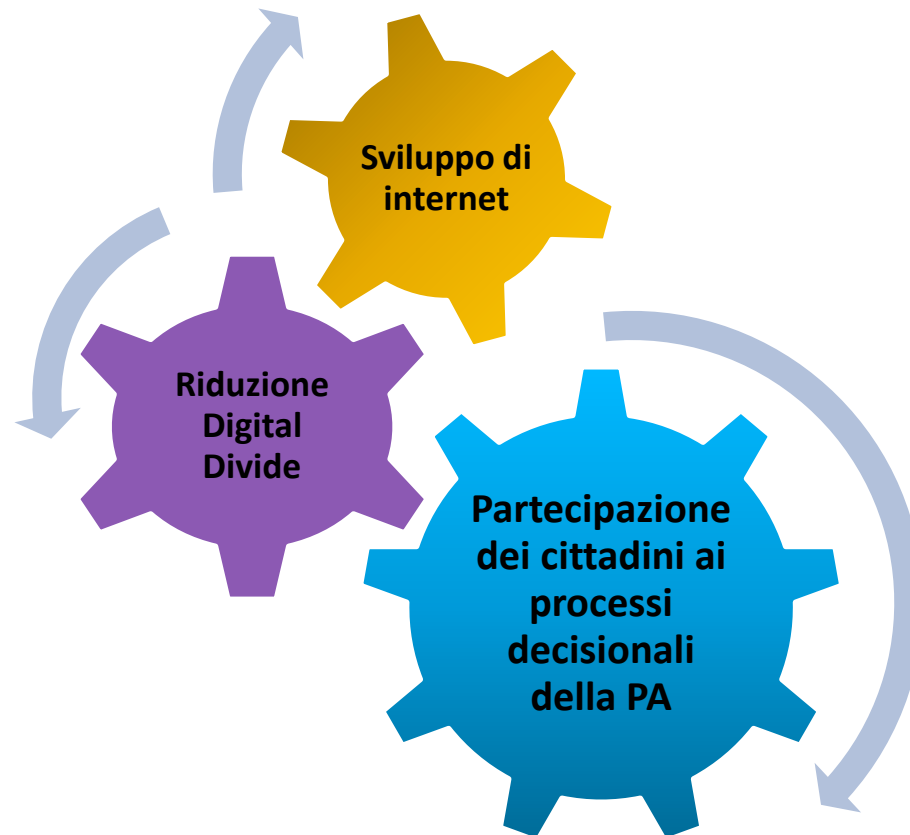 Sviluppo di
internet
Riduzione
Digital
Divide
Partecipazione
dei cittadini ai
processi
decisionali
della PA